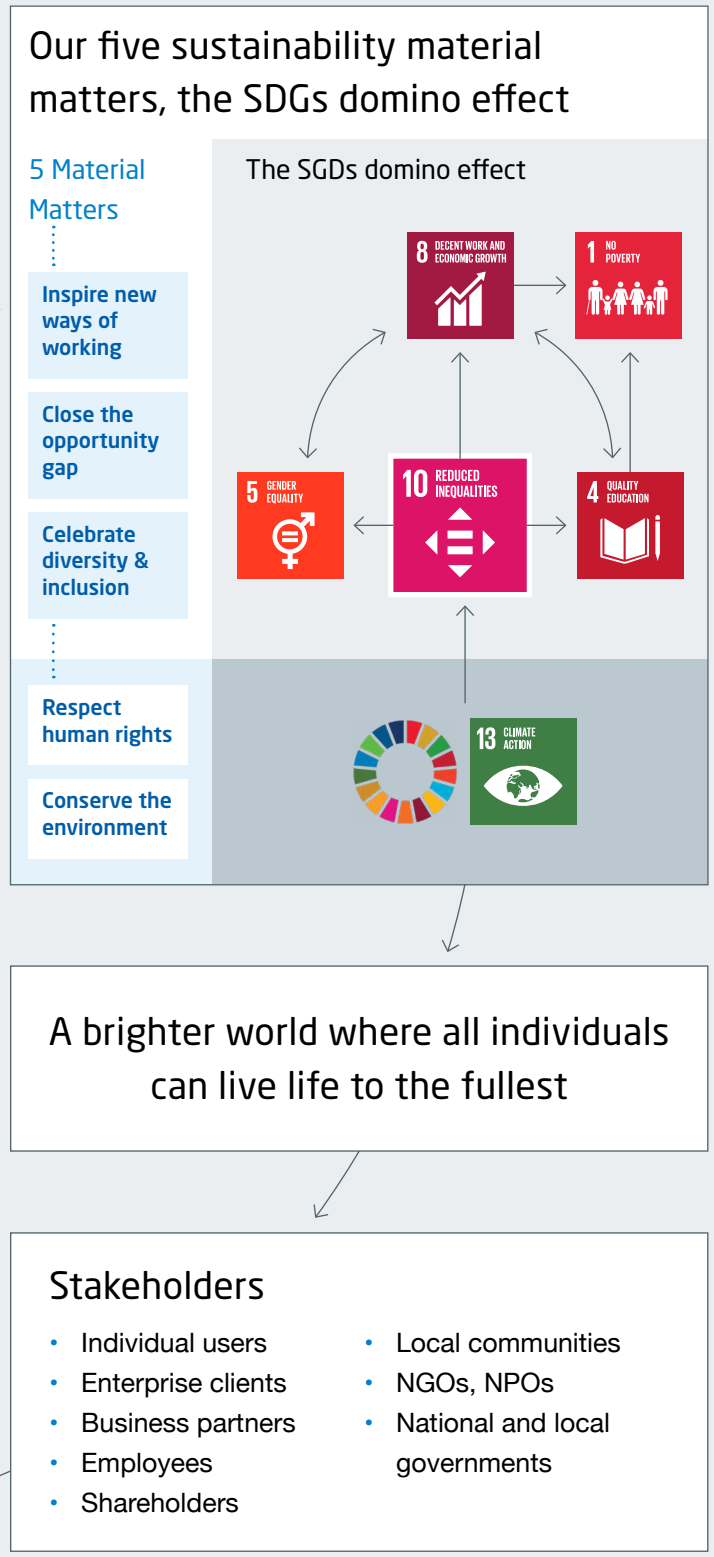 Our five sustainability material
matters, the SDGs domino effect
5 Material
Matters
Inspire new
ways of
working
Close the
opportunity
gap
Celebrate
diversity &
inclusion
Respect
human rights
Conserve the
environment
The SGDs domino effect
8 DECENT WORK AND
ECONOMIC GROWTH
1 NO
POVERTY
5 GENDER
EQUALITY
10 REDUCED
INEQUALITIES
4 QUALITY
EDUCATION
13 CLIMATE
ACTION
A brighter world where all individuals
can live life to the fullest
Stakeholders
• Individual users
• Enterprise clients
• Business partners
• Employees
• Shareholders
• Local communities
• NGOs, NPOs
• National and local
governments